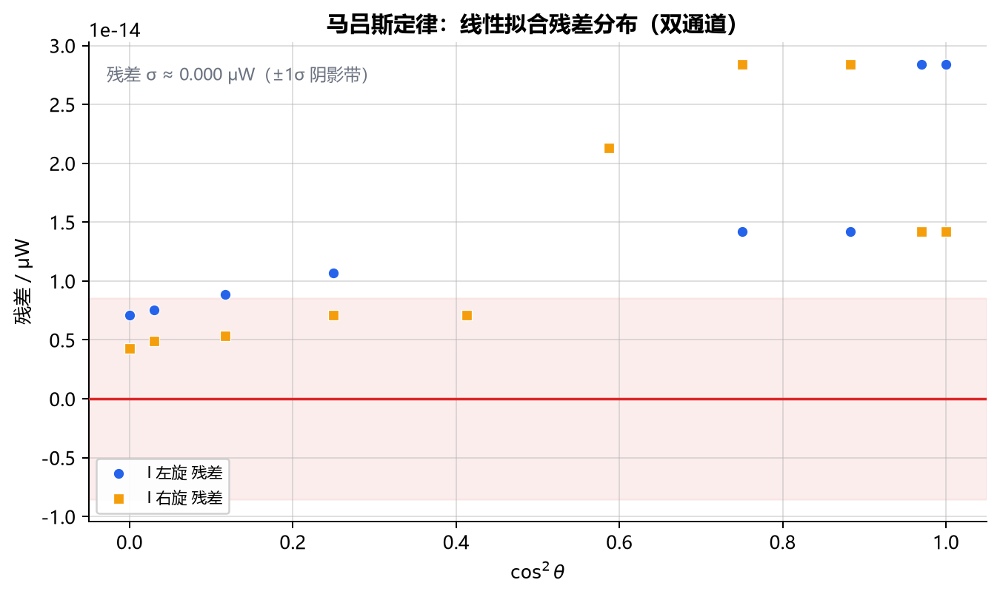 马吕斯定律：线性拟合残差分布（双通道）
1e-14
残差 σ ≈ 0.000 μW（±1σ 阴影带）
3.0
2.5
2.0
1.5
1.0
0.5
0.0
-0.5
-1.0
残差 / μW
I 左旋 残差
I 右旋 残差
0.0 0.2 0.4 0.6 0.8 1.0
cos² θ